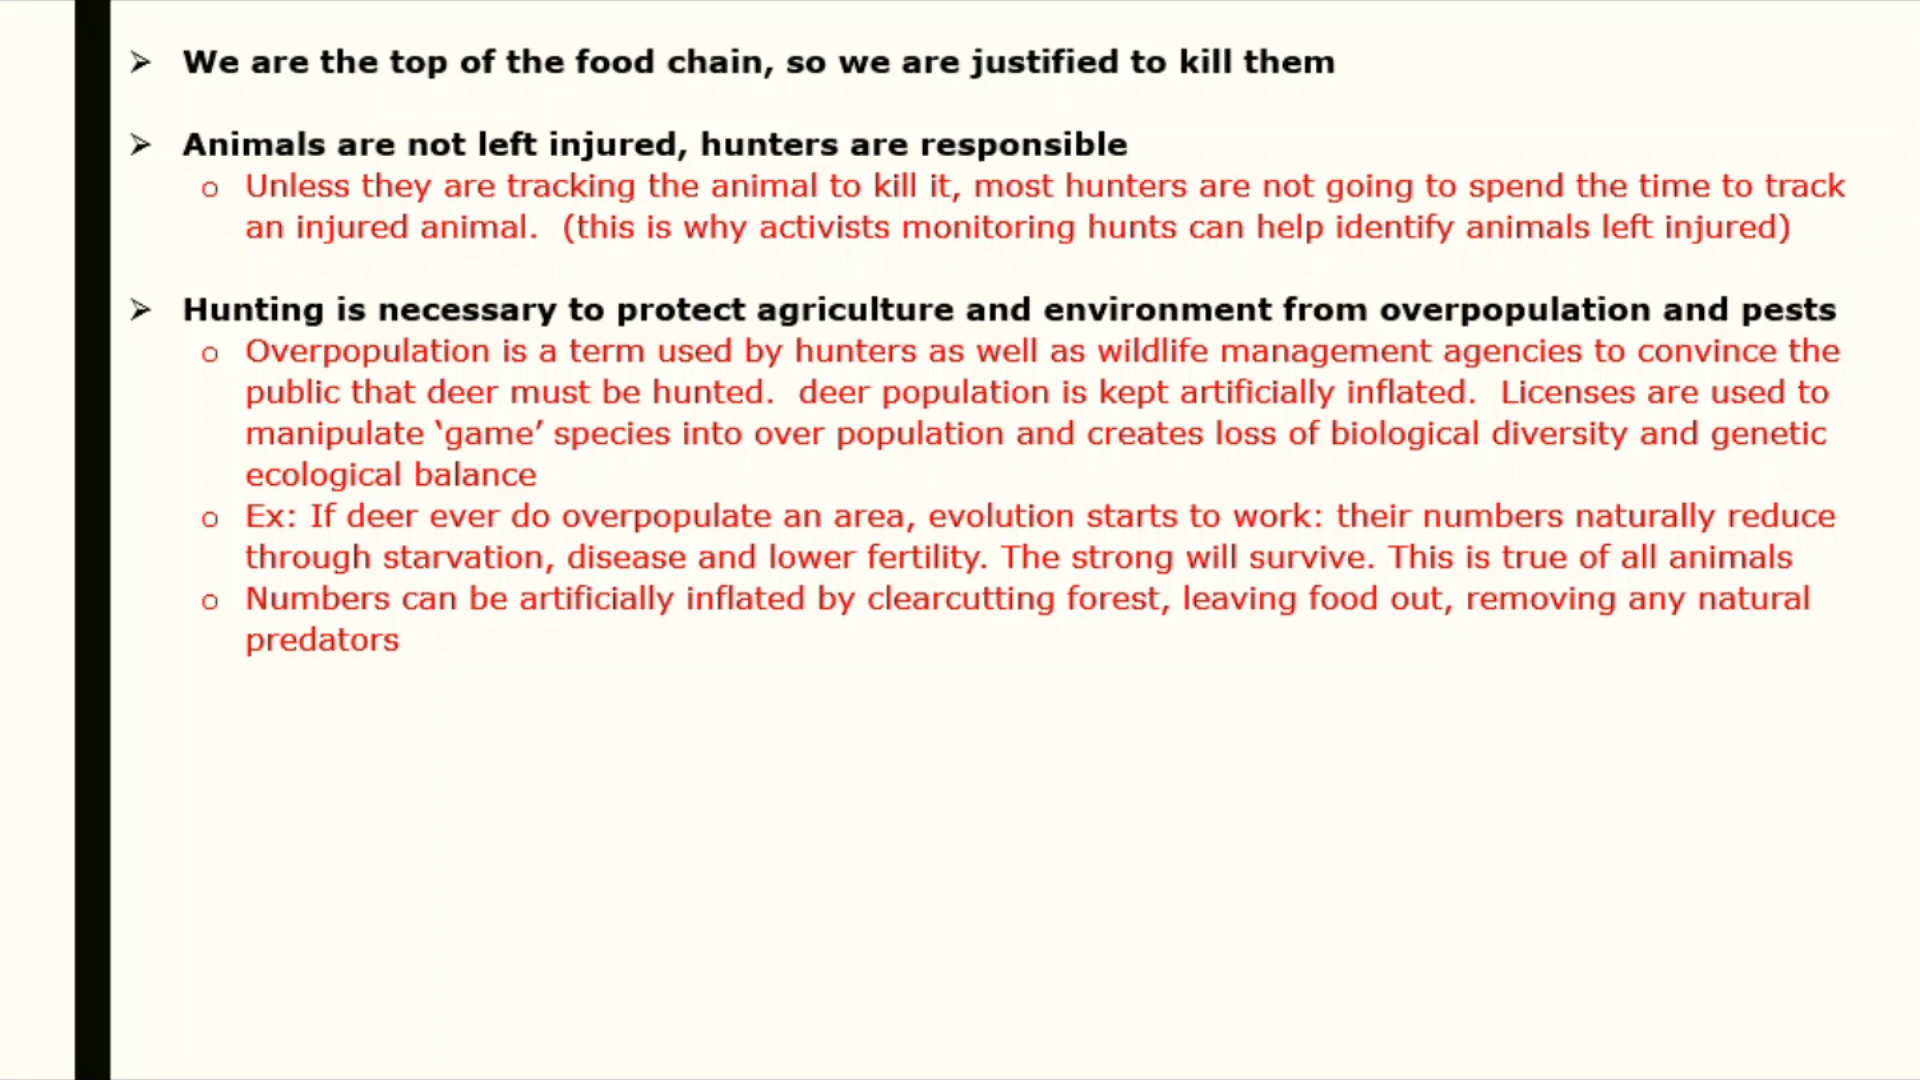 ➢ We are the top of the food chain, so we are justified to kill them
➢ Animals are not left injured, hunters are responsible
o Unless they are tracking the animal to kill it, most hunters are not going to spend the time to track
an injured animal.  (this is why activists monitoring hunts can help identify animals left injured)
➢ Hunting is necessary to protect agriculture and environment from overpopulation and pests
o Overpopulation is a term used by hunters as well as wildlife management agencies to convince the
public that deer must be hunted.  deer population is kept artificially inflated.  Licenses are used to
manipulate ‘game’ species into over population and creates loss of biological diversity and genetic
ecological balance
o Ex: If deer ever do overpopulate an area, evolution starts to work: their numbers naturally reduce
through starvation, disease and lower fertility. The strong will survive. This is true of all animals
o Numbers can be artificially inflated by clearcutting forest, leaving food out, removing any natural
predators